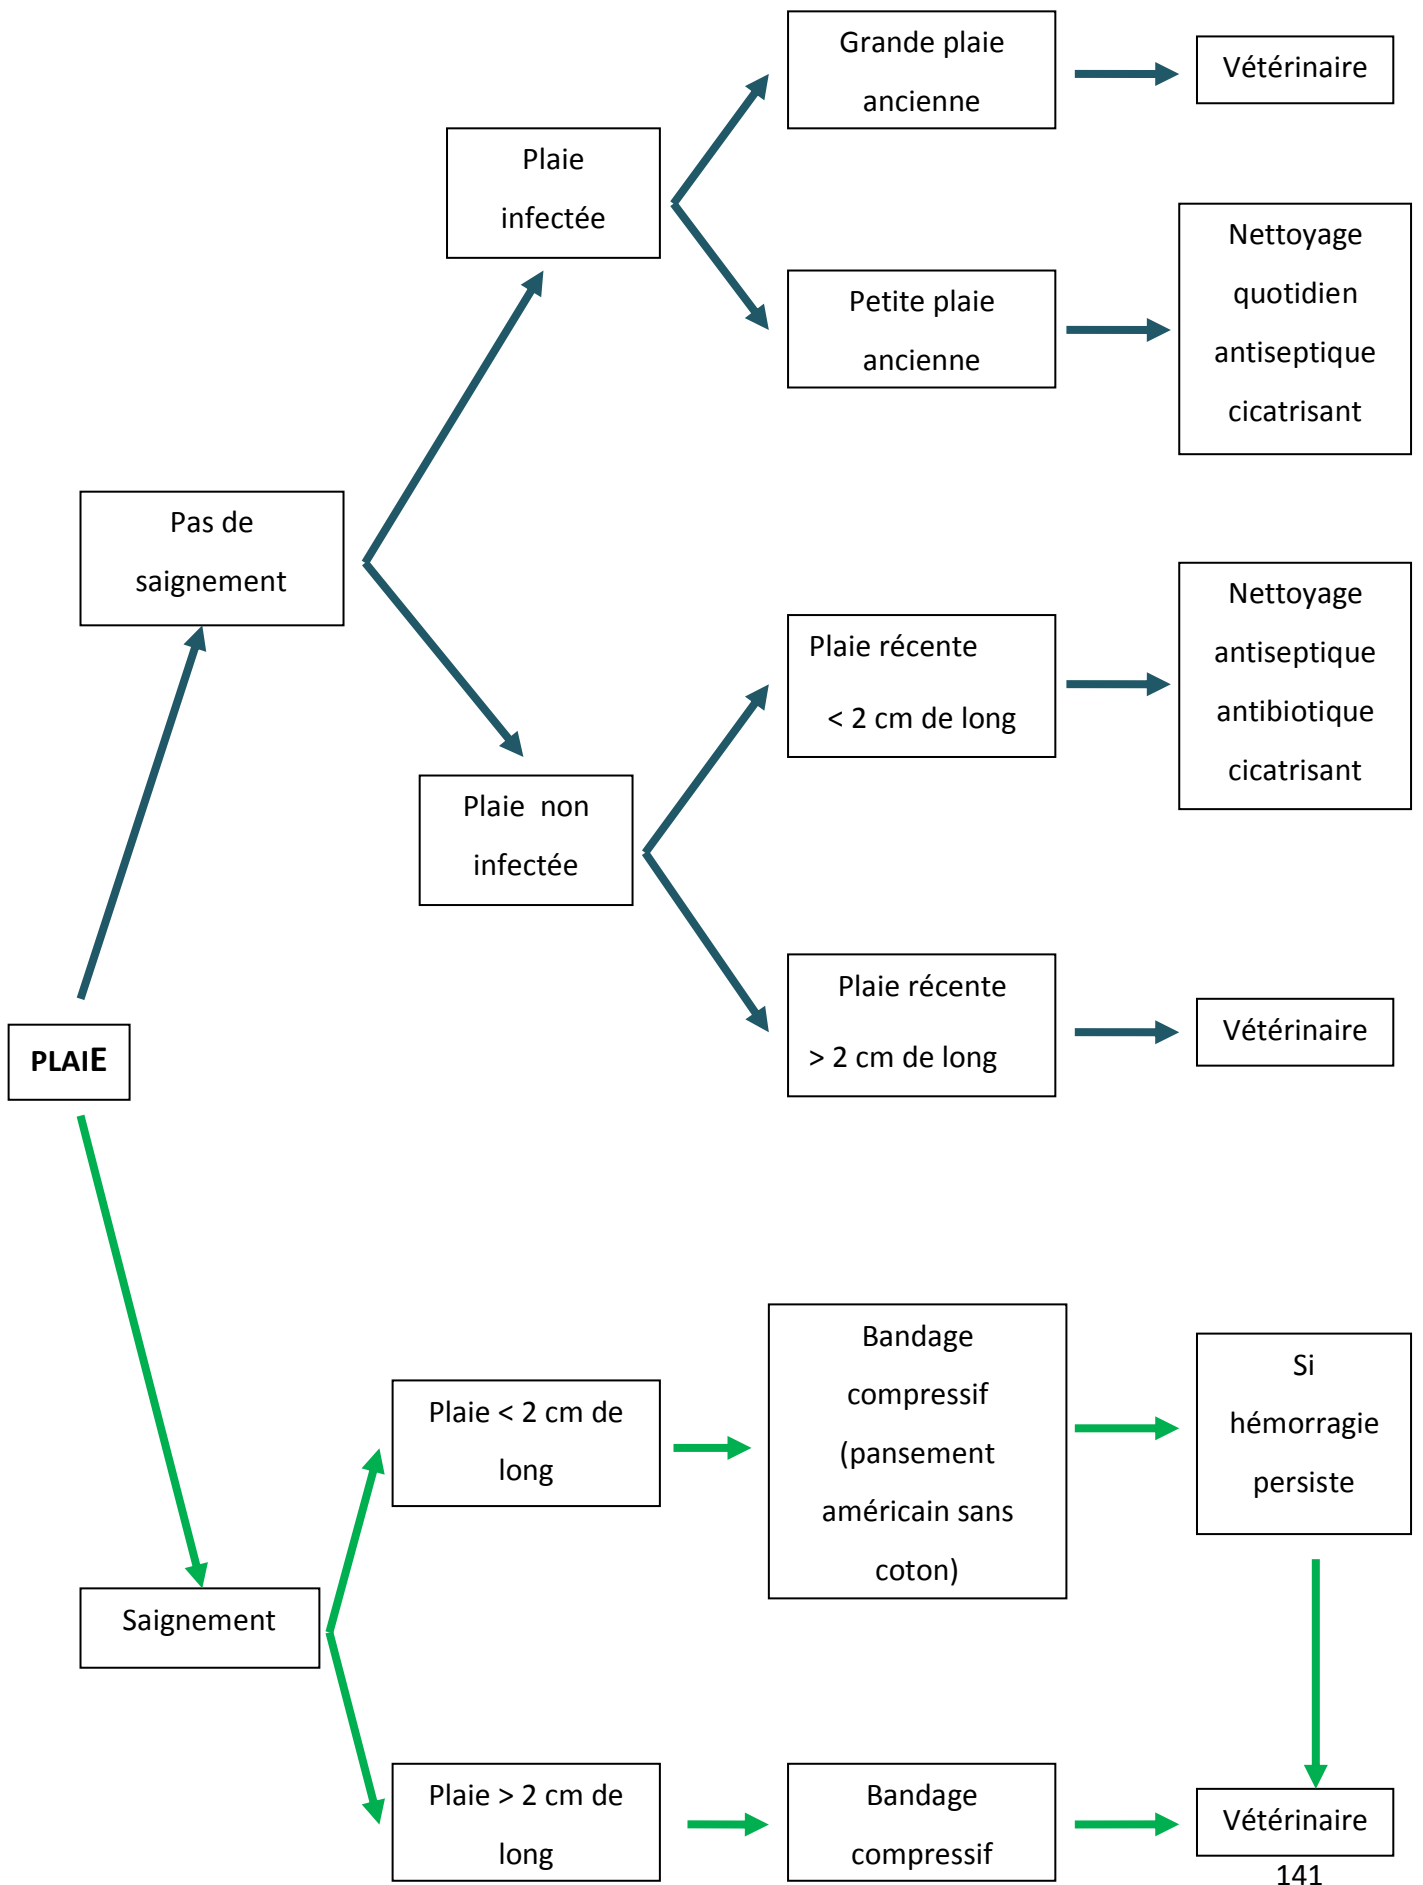 Grande plaie
ancienne
Vétérinaire
Plaie
infectée
Petite plaie
ancienne
Nettoyage
quotidien
antiseptique
cicatrisant
Pas de
saignement
Plaie récente
< 2 cm de long
Nettoyage
antiseptique
antibiotique
cicatrisant
Plaie  non
infectée
Plaie récente
> 2 cm de long
Vétérinaire
PLAIE
Saignement
Plaie < 2 cm de
long
Bandage
compressif
(pansement
américain sans
coton)
Si
hémorragie
persiste
Plaie > 2 cm de
long
Bandage
compressif
Vétérinaire
141